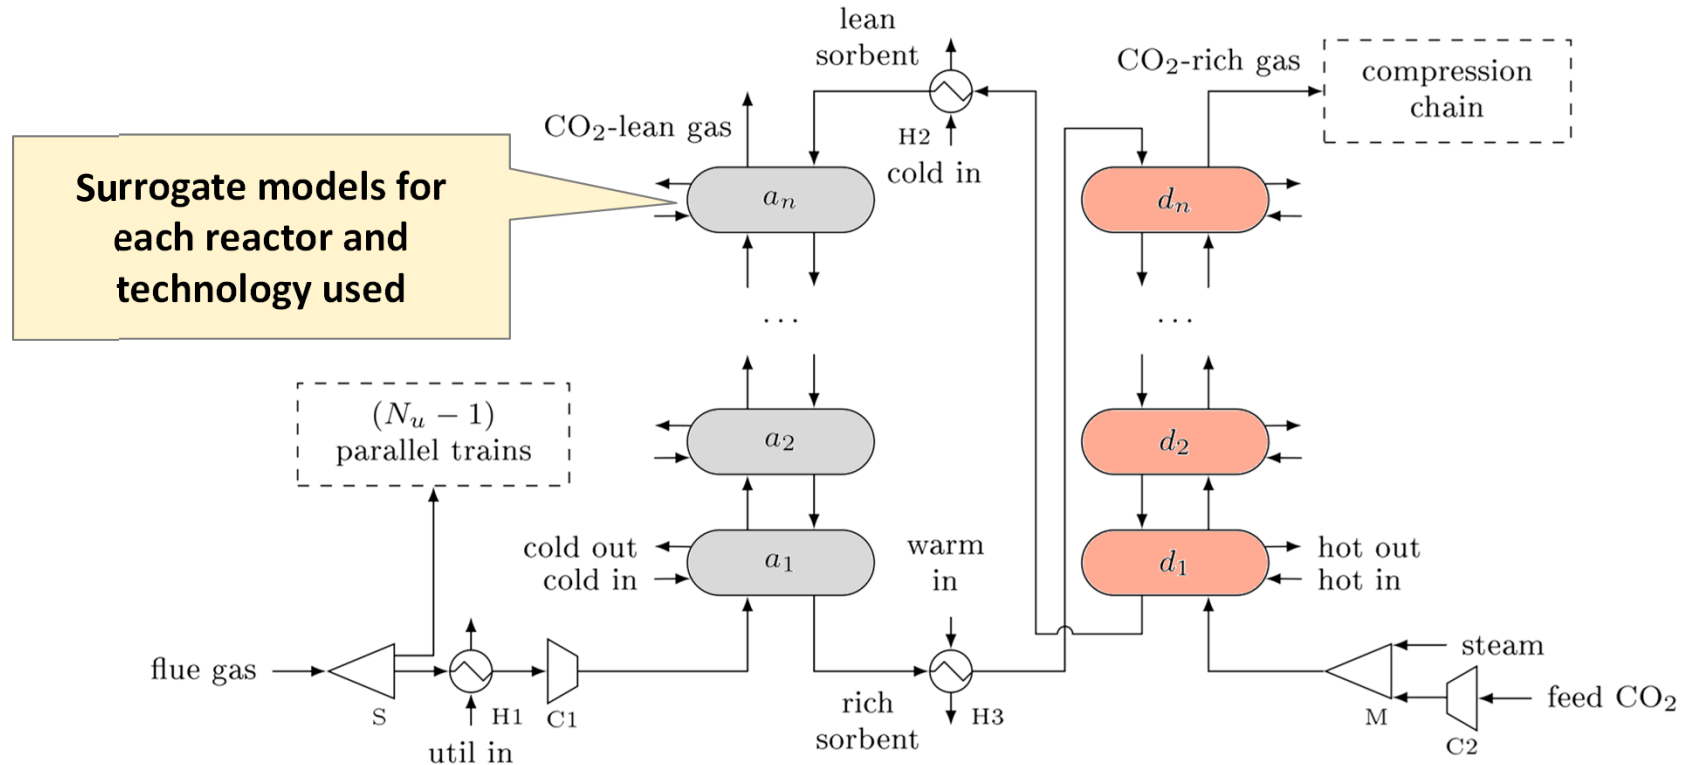 lean
sorbent
CO₂-rich gas
compression
chain
CO₂-lean gas
H2
cold in
Surrogate models for
each reactor and
technology used
aₙ
dₙ
. . .
. . .
(Nᵤ − 1)
parallel trains
a₂
d₂
cold out
cold in
a₁
warm
in
d₁
hot out
hot in
flue gas
S
H1
C1
util in
rich
sorbent
H3
steam
feed CO₂
M
C2